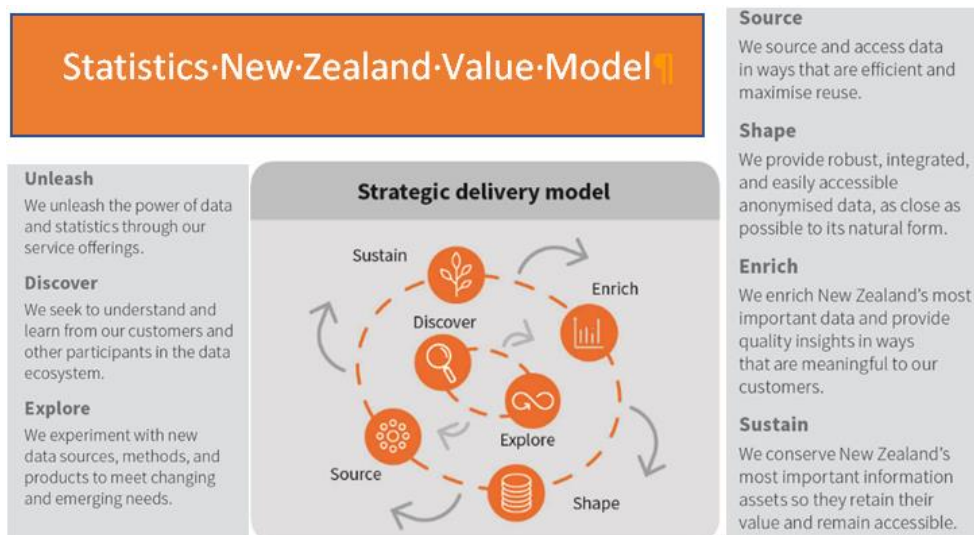 Statistics·New·Zealand·Value·Model¶
Unleash
We unleash the power of data
and statistics through our
service offerings.
Discover
We seek to understand and
learn from our customers and
other participants in the data
ecosystem.
Explore
We experiment with new
data sources, methods, and
products to meet changing
and emerging needs.
Strategic delivery model
Sustain
Enrich
Discover
Explore
Source
Shape
Source
We source and access data
in ways that are efficient and
maximise reuse.
Shape
We provide robust, integrated,
and easily accessible
anonymised data, as close as
possible to its natural form.
Enrich
We enrich New Zealand's most
important data and provide
quality insights in ways
that are meaningful to our
customers.
Sustain
We conserve New Zealand's
most important information
assets so they retain their
value and remain accessible.